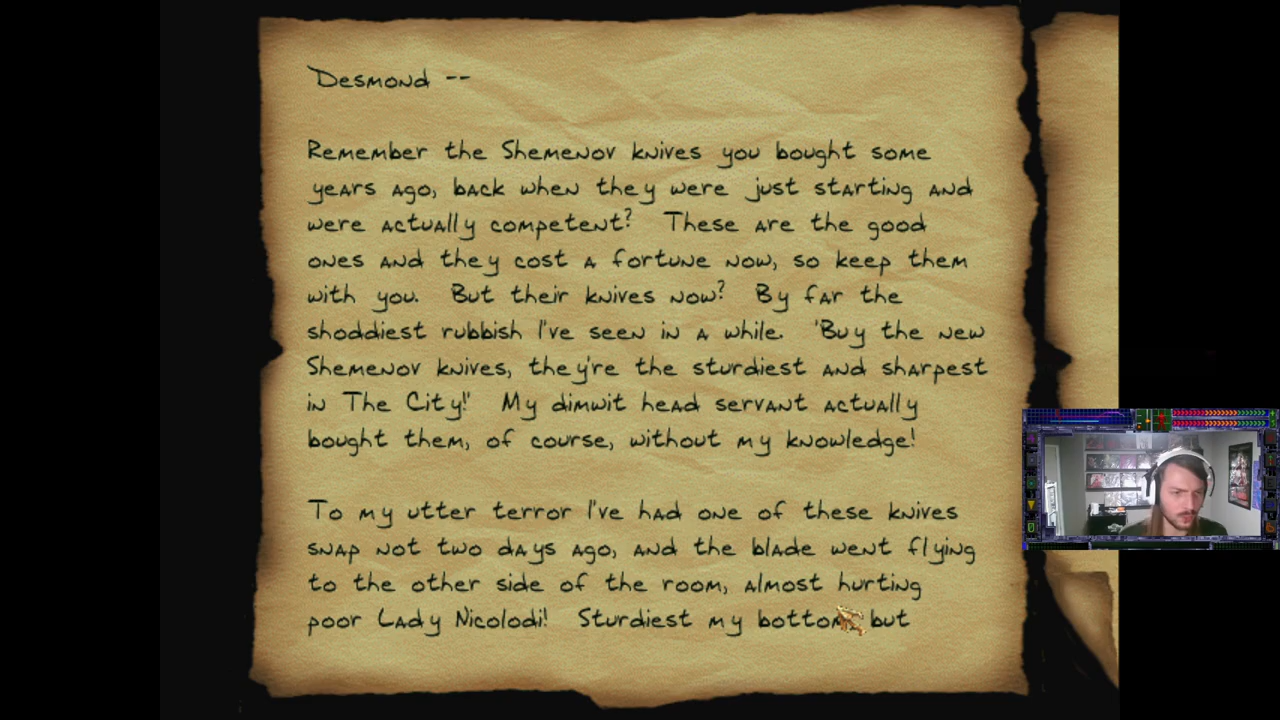 Desmond --
Remember the Shemenov knives you bought some
years ago, back when they were just starting and
were actually competent?  These are the good
ones and they cost a fortune now, so keep them
with you.  But their knives now?  By far the
shoddiest rubbish I've seen in a while.  'Buy the new
Shemenov knives, they're the sturdiest and sharpest
in The City!'  My dimwit head servant actually
bought them, of course, without my knowledge!
To my utter terror I've had one of these knives
snap not two days ago, and the blade went flying
to the other side of the room, almost hurting
poor Lady Nicolodi!  Sturdiest my bottom, but